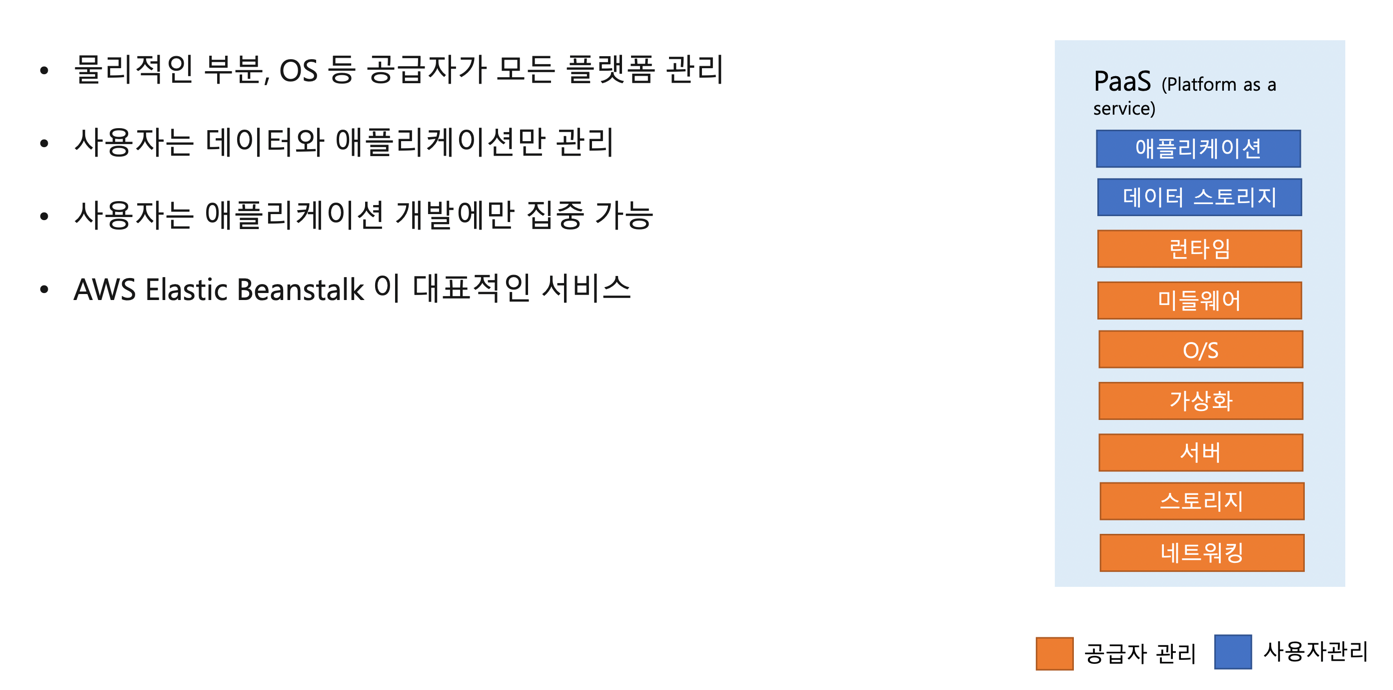 • 물리적인 부분, OS 등 공급자가 모든 플랫폼 관리
• 사용자는 데이터와 애플리케이션만 관리
• 사용자는 애플리케이션 개발에만 집중 가능
• AWS Elastic Beanstalk 이 대표적인 서비스
PaaS (Platform as a
service)
애플리케이션
데이터 스토리지
런타임
미들웨어
O/S
가상화
서버
스토리지
네트워킹
공급자 관리
사용자관리